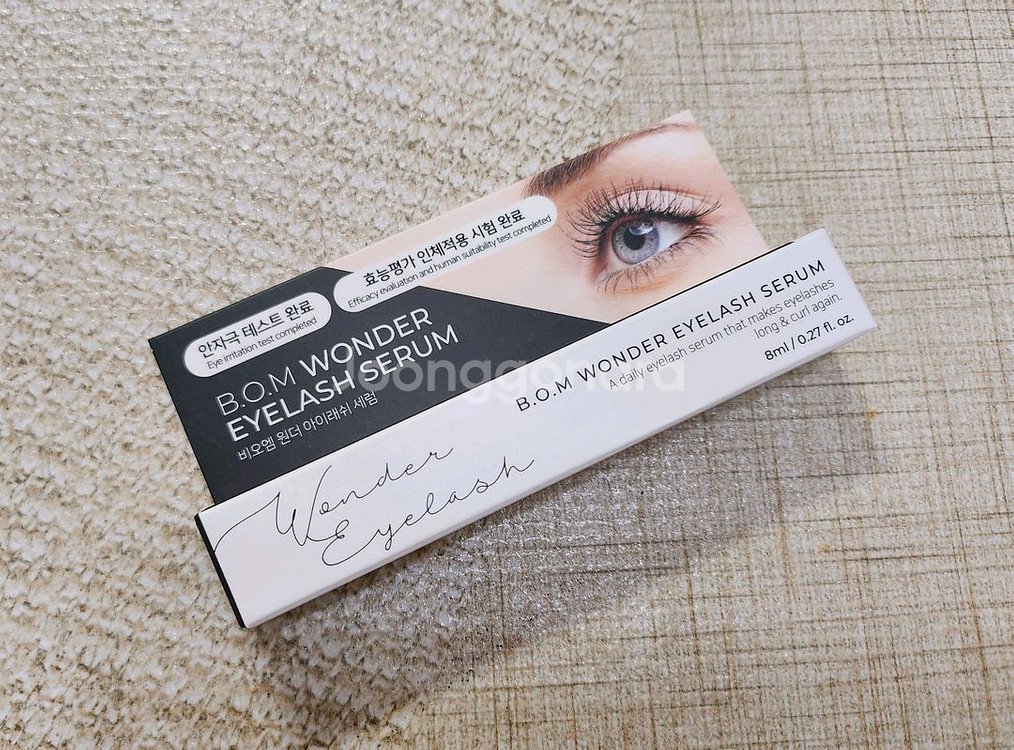 안자극 테스트 완료
Eye irritation test completed
효능평가 인체적용 시험 완료
Efficacy evaluation and human suitability test completed
B.O.M WONDER
EYELASH SERUM
비오엠 원더 아이래쉬 세럼
Wonder
Eyelash
B.O.M WONDER EYELASH SERUM
A daily eyelash serum that makes eyelashes
long & curl again.
8ml / 0.27 fl. oz.
Joonggonara